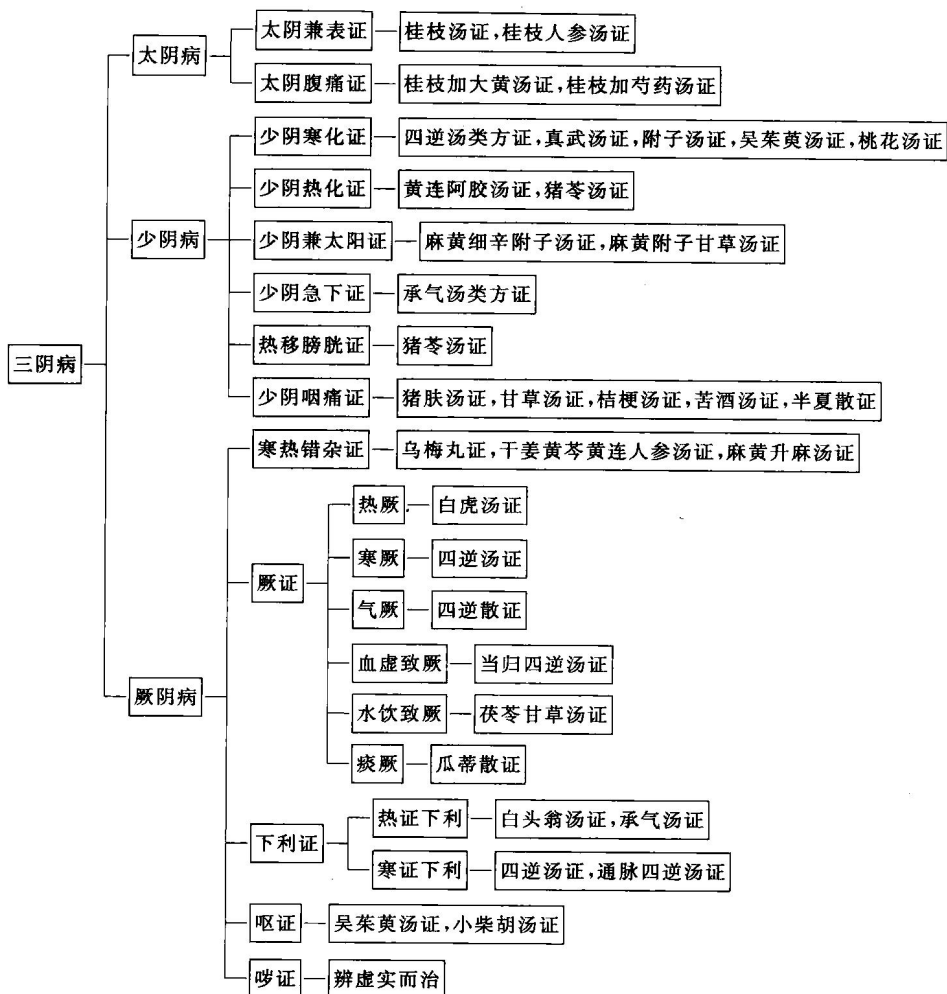 三阴病
太阴病
太阴兼表证
桂枝汤证,桂枝人参汤证
太阴腹痛证
桂枝加大黄汤证,桂枝加芍药汤证
少阴病
少阴寒化证
四逆汤类方证,真武汤证,附子汤证,吴茱萸汤证,桃花汤证
少阴热化证
黄连阿胶汤证,猪苓汤证
少阴兼太阳证
麻黄细辛附子汤证,麻黄附子甘草汤证
少阴急下证
承气汤类方证
热移膀胱证
猪苓汤证
少阴咽痛证
猪肤汤证,甘草汤证,桔梗汤证,苦酒汤证,半夏散证
厥阴病
寒热错杂证
乌梅丸证,干姜黄芩黄连人参汤证,麻黄升麻汤证
厥证
热厥
白虎汤证
寒厥
四逆汤证
气厥
四逆散证
血虚致厥
当归四逆汤证
水饮致厥
茯苓甘草汤证
痰厥
瓜蒂散证
下利证
热证下利
白头翁汤证,承气汤证
寒证下利
四逆汤证,通脉四逆汤证
呕证
吴茱萸汤证,小柴胡汤证
哕证
辨虚实而治